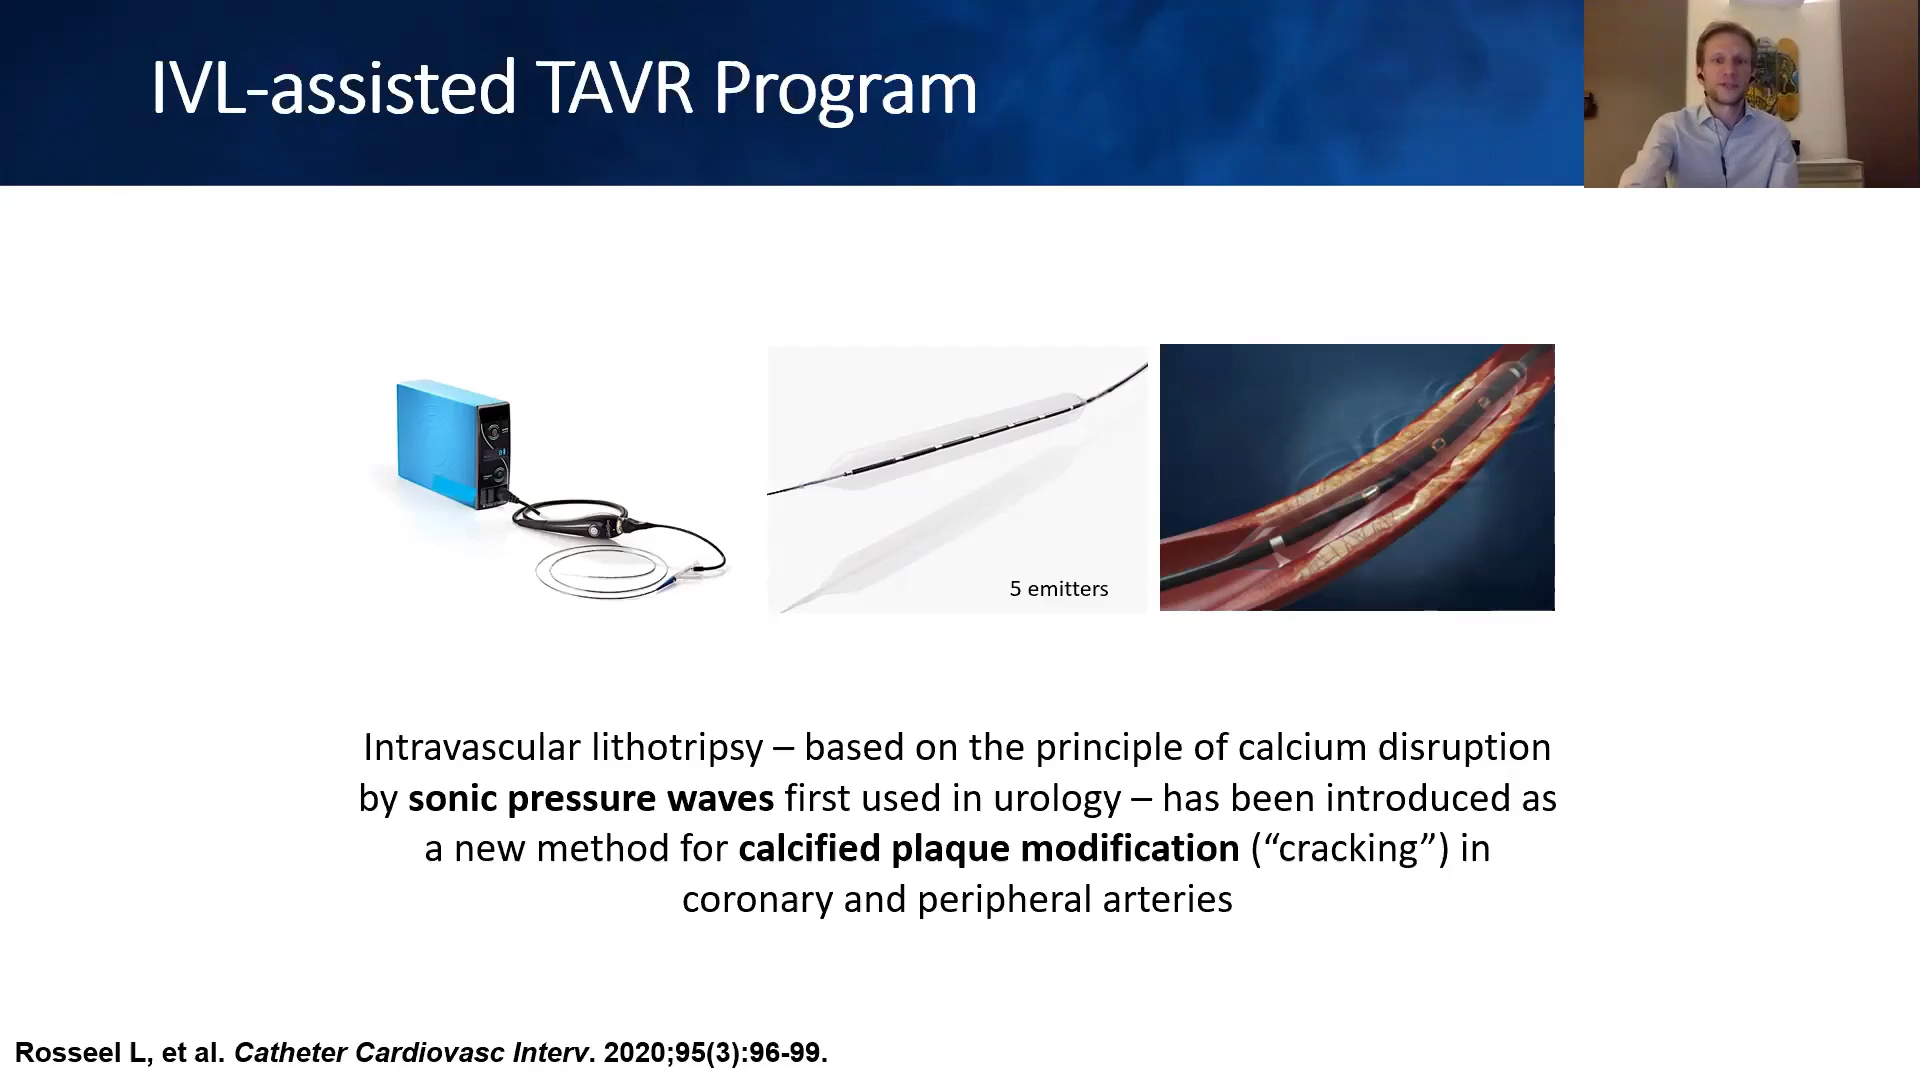 IVL-assisted TAVR Program
5 emitters
Intravascular lithotripsy – based on the principle of calcium disruption
by sonic pressure waves first used in urology – has been introduced as
a new method for calcified plaque modification (“cracking”) in
coronary and peripheral arteries
Rosseel L, et al. Catheter Cardiovasc Interv. 2020;95(3):96-99.